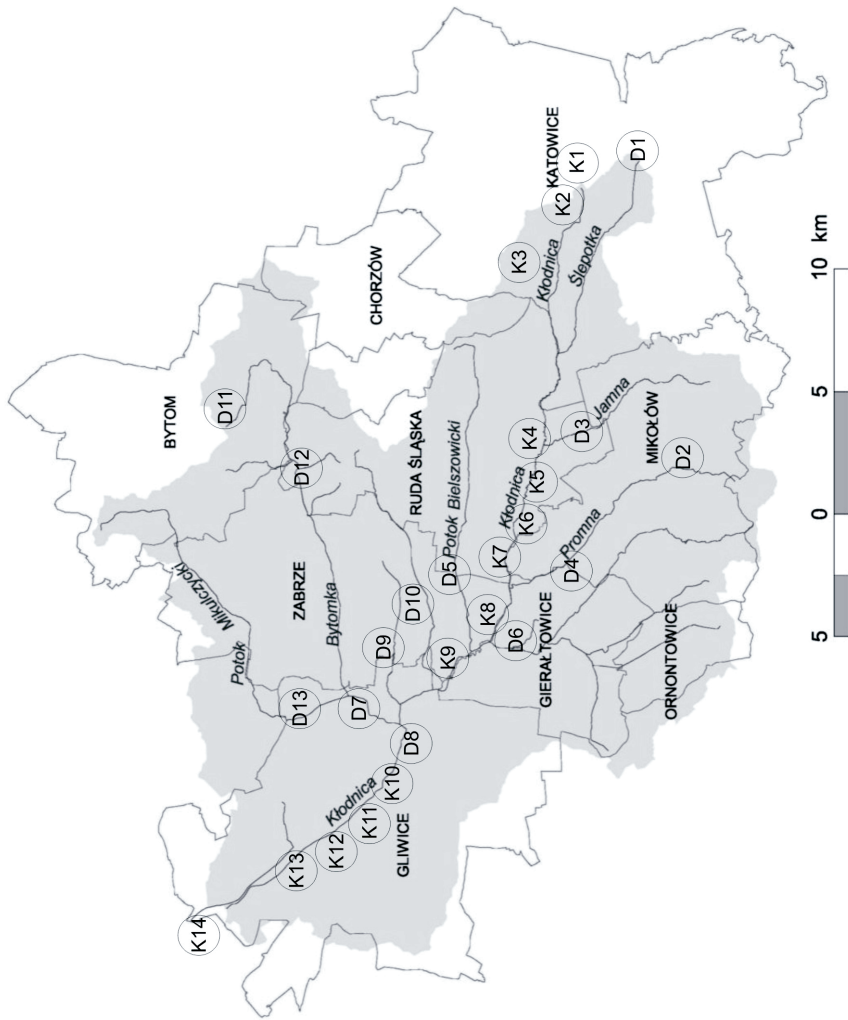 K14
K13
K12
K11
K10
Kłodnica
GLIWICE
D8
D7
D13
Potok
Mikulczycki
ZABRZE
Bytomka
D9
D10
K9
D12
D11
BYTOM
RUDA ŚLĄSKA
CHORZÓW
Potok Bielszowicki
D5
K8
D6
K7
K6
K5
K4
Kłodnica
GIERAŁTOWICE
D4
Promna
ORNONTOWICE
D2
MIKOŁÓW
D3
Jamna
K3
Kłodnica
Ślepotka
K2
K1
KATOWICE
D1
5 0 5 10 km